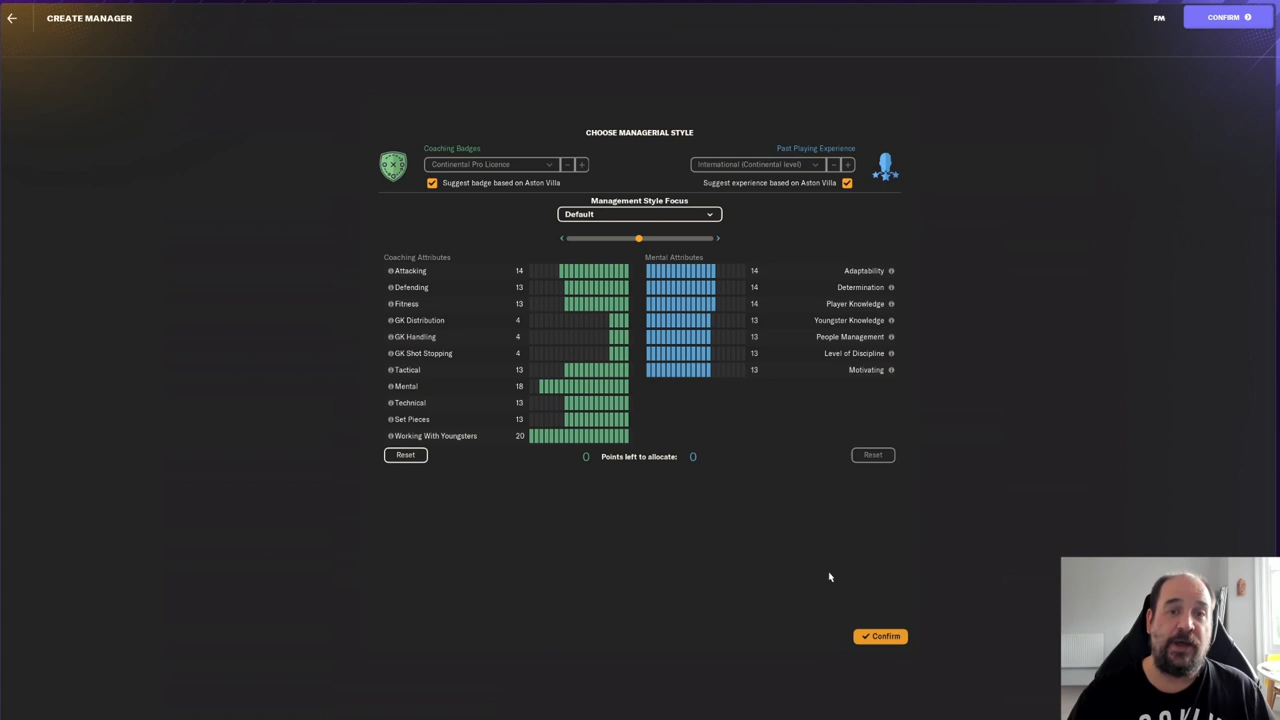 CREATE MANAGER
FM
CONFIRM
CHOOSE MANAGERIAL STYLE
Coaching Badges
Past Playing Experience
Continental Pro Licence
International (Continental level)
Suggest badge based on Aston Villa
Suggest experience based on Aston Villa
Management Style Focus
Default
Coaching Attributes
Mental Attributes
Attacking 14
14 Adaptability
Defending 13
14 Determination
Fitness 13
14 Player Knowledge
GK Distribution 4
13 Youngster Knowledge
GK Handling 4
13 People Management
GK Shot Stopping 4
13 Level of Discipline
Tactical 13
13 Motivating
Mental 18
Technical 13
Set Pieces 13
Working With Youngsters 20
Reset
0 Points left to allocate: 0
Reset
Confirm